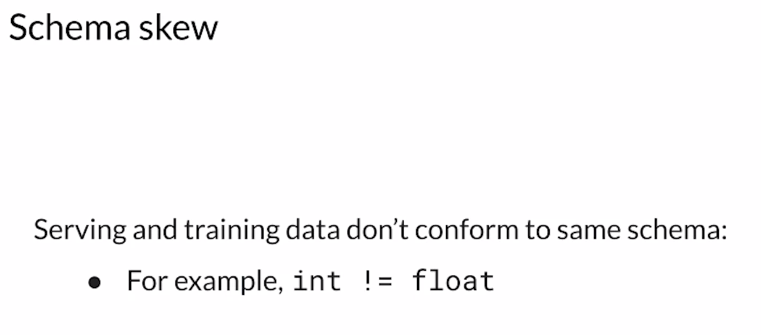 Schema skew
Serving and training data don’t conform to same schema:
● For example, int != float